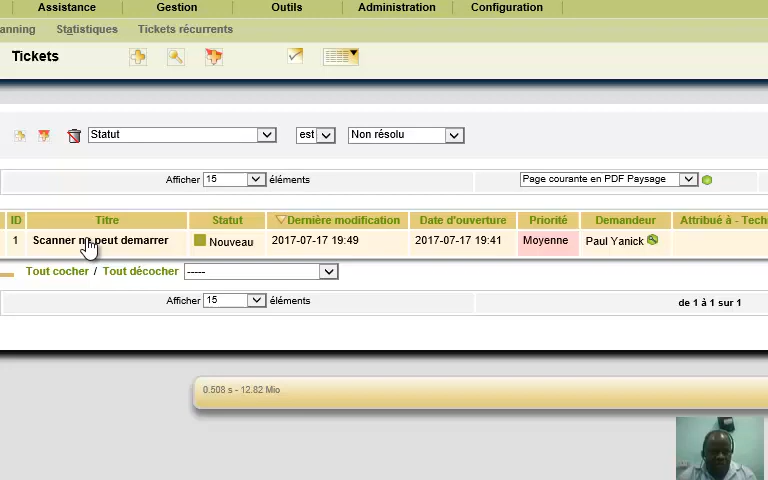 Assistance Gestion Outils Administration Configuration
anning Statistiques Tickets récurrents
Tickets
Statut est Non résolu
Afficher 15 éléments Page courante en PDF Paysage
ID Titre Statut Dernière modification Date d'ouverture Priorité Demandeur Attribué à - Tech
1 Scanner ne peut demarrer Nouveau 2017-07-17 19:49 2017-07-17 19:41 Moyenne Paul Yanick
Tout cocher / Tout décocher -----
Afficher 15 éléments de 1 à 1 sur 1
0.508 s - 12.82 Mio